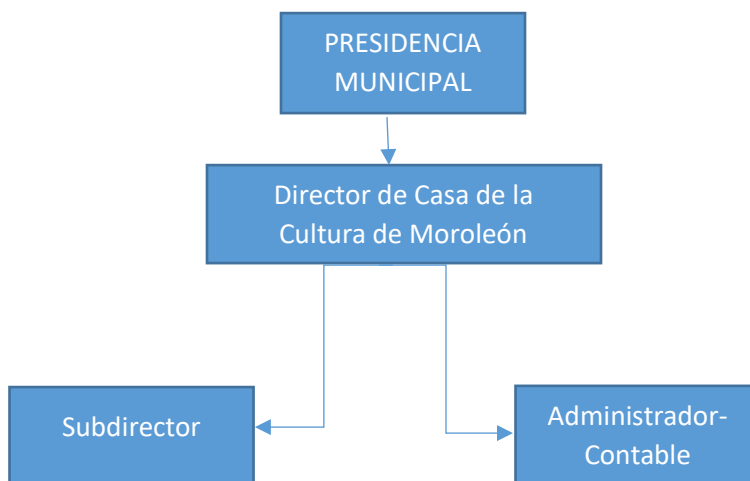 PRESIDENCIA
MUNICIPAL
Director de Casa de la
Cultura de Moroleón
Subdirector
Administrador-
Contable